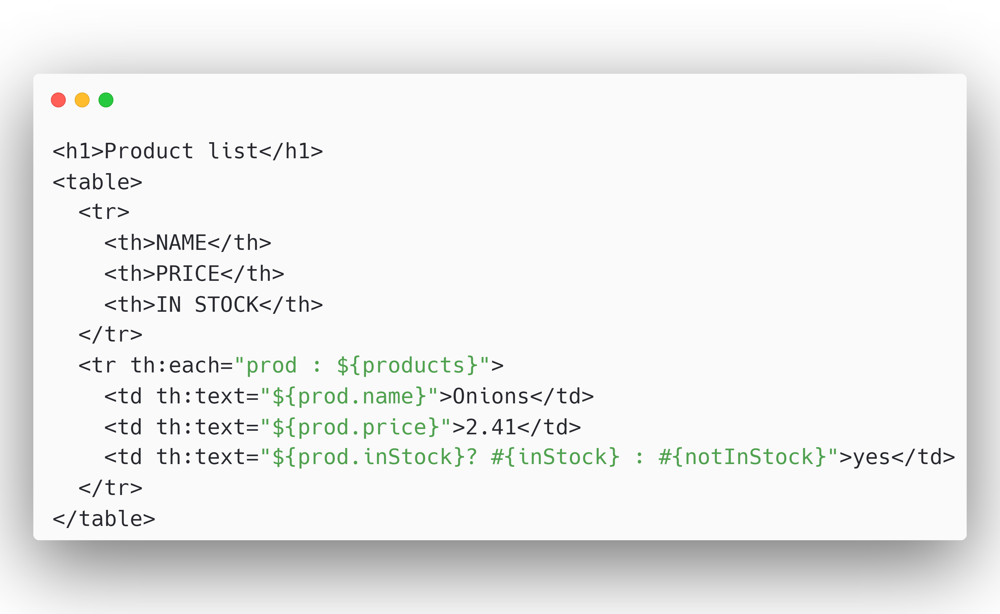 <h1>Product list</h1>
<table>
  <tr>
    <th>NAME</th>
    <th>PRICE</th>
    <th>IN STOCK</th>
  </tr>
  <tr th:each="prod : ${products}">
    <td th:text="${prod.name}">Onions</td>
    <td th:text="${prod.price}">2.41</td>
    <td th:text="${prod.inStock}? #{inStock} : #{notInStock}">yes</td>
  </tr>
</table>